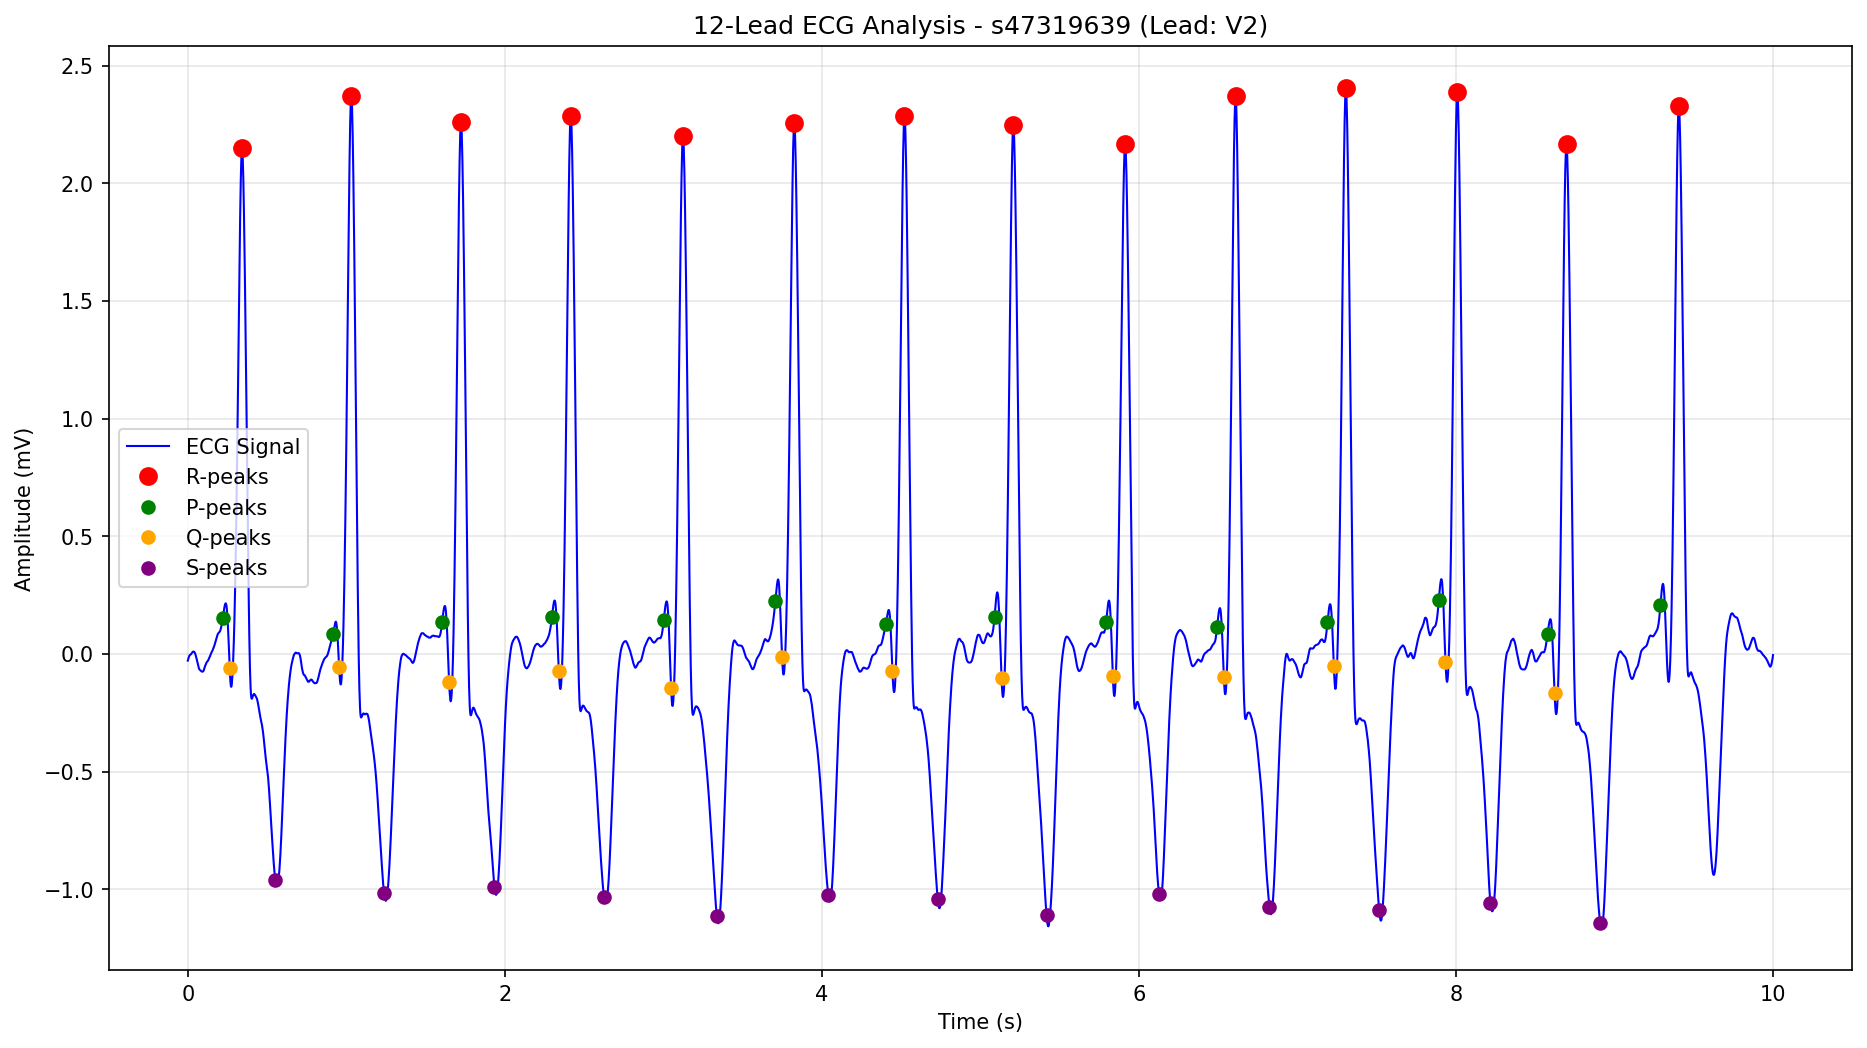 12-Lead ECG Analysis - s47319639 (Lead: V2)
Amplitude (mV)
2.5
2.0
1.5
1.0
0.5
0.0
−0.5
−1.0
ECG Signal
R-peaks
P-peaks
Q-peaks
S-peaks
0
2
4
6
8
10
Time (s)